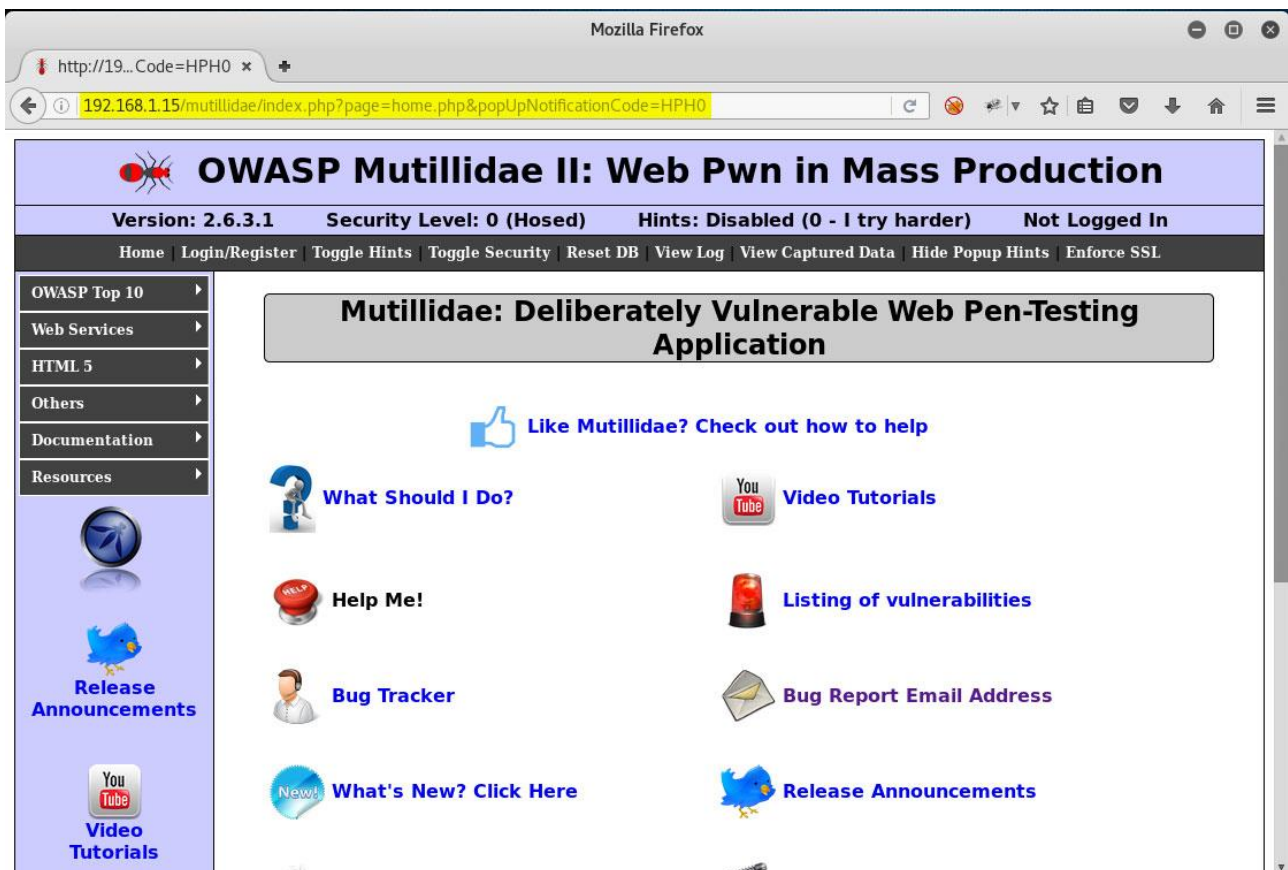 Mozilla Firefox
http://19...Code=HPH0
192.168.1.15/mutillidae/index.php?page=home.php&popUpNotificationCode=HPH0
OWASP Mutillidae II: Web Pwn in Mass Production
Version: 2.6.3.1 Security Level: 0 (Hosed) Hints: Disabled (0 - I try harder) Not Logged In
Home | Login/Register | Toggle Hints | Toggle Security | Reset DB | View Log | View Captured Data | Hide Popup Hints | Enforce SSL
OWASP Top 10
Web Services
HTML 5
Others
Documentation
Resources
Release
Announcements
You
Tube
Video
Tutorials
Mutillidae: Deliberately Vulnerable Web Pen-Testing
Application
Like Mutillidae? Check out how to help
What Should I Do?
You
Tube
Video Tutorials
HELP
Help Me!
Listing of vulnerabilities
Bug Tracker
Bug Report Email Address
New!
What's New? Click Here
Release Announcements